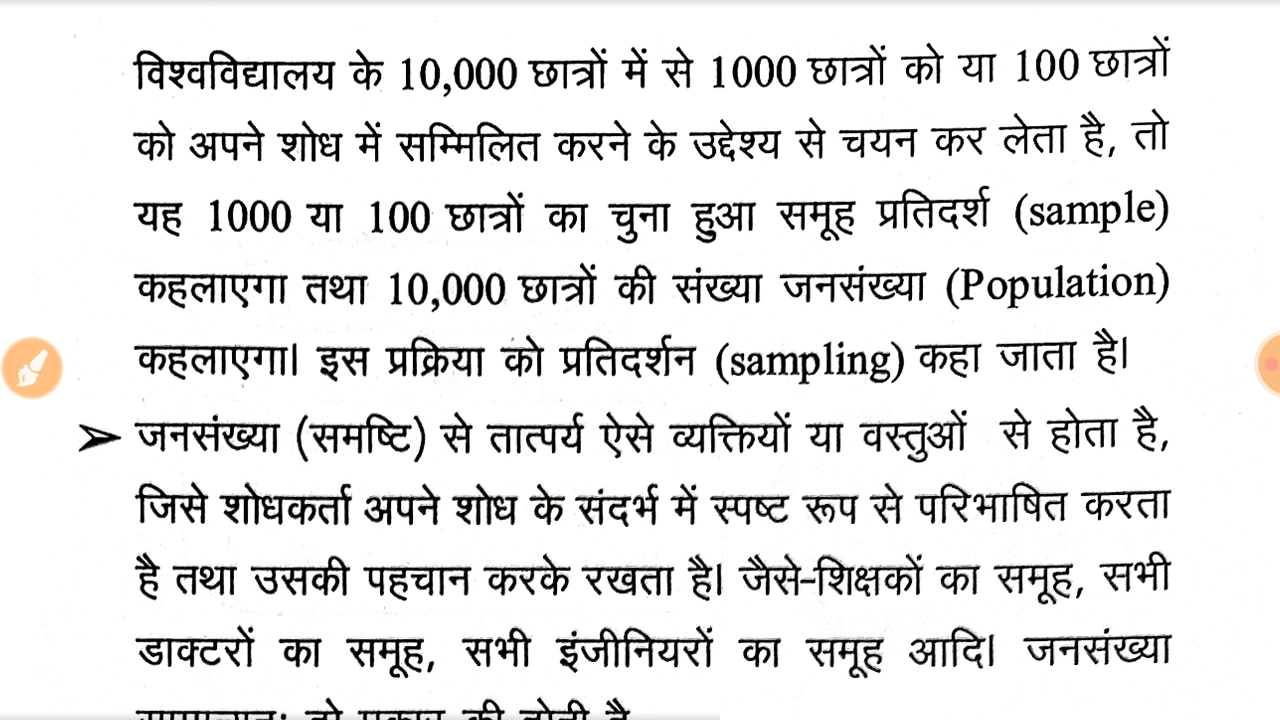 विश्वविद्यालय के 10,000 छात्रों में से 1000 छात्रों को या 100 छात्रों
को अपने शोध में सम्मिलित करने के उद्देश्य से चयन कर लेता है, तो
यह 1000 या 100 छात्रों का चुना हुआ समूह प्रतिदर्श (sample)
कहलाएगा तथा 10,000 छात्रों की संख्या जनसंख्या (Population)
कहलाएगा। इस प्रक्रिया को प्रतिदर्शन (sampling) कहा जाता है।
➢ जनसंख्या (समष्टि) से तात्पर्य ऐसे व्यक्तियों या वस्तुओं से होता है,
जिसे शोधकर्ता अपने शोध के संदर्भ में स्पष्ट रूप से परिभाषित करता
है तथा उसकी पहचान करके रखता है। जैसे-शिक्षकों का समूह, सभी
डाक्टरों का समूह, सभी इंजीनियरों का समूह आदि। जनसंख्या